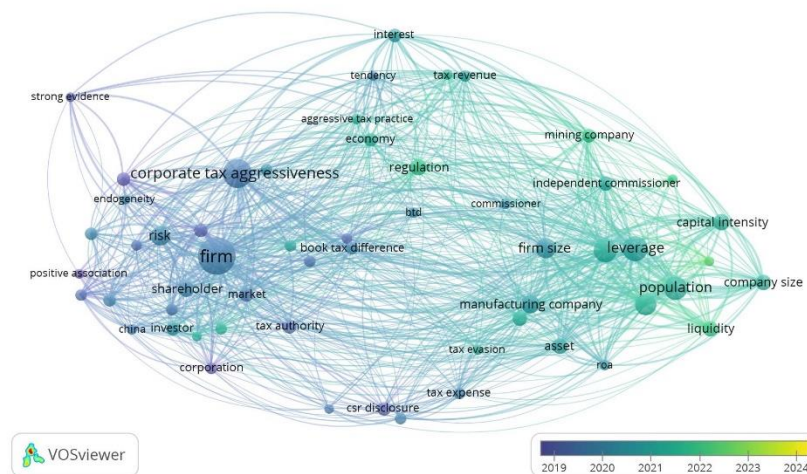 interest
tendency
tax revenue
strong evidence
aggressive tax practice
economy
mining company
corporate tax aggressiveness
regulation
independent commissioner
endogeneity
btd
commissioner
capital intensity
risk
firm
book tax difference
firm size
leverage
positive association
shareholder
market
population
company size
manufacturing company
china
investor
tax authority
liquidity
tax evasion
asset
corporation
roa
tax expense
csr disclosure
VOSviewer
2019 2020 2021 2022 2023 2024